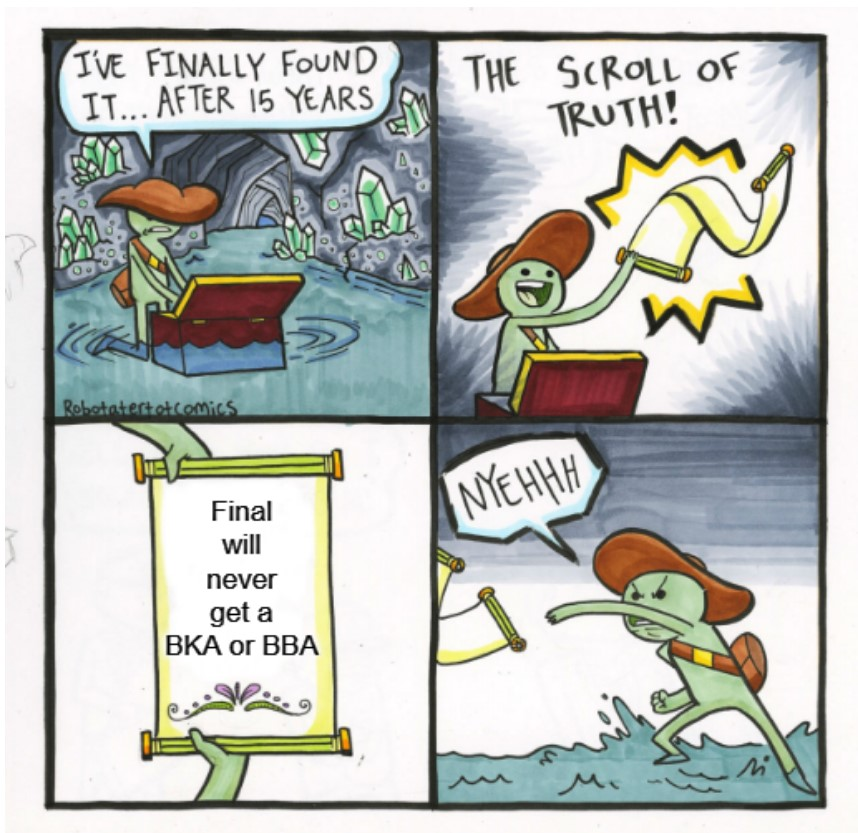 I'VE FINALLY FOUND
IT... AFTER 15 YEARS
THE SCROLL OF
TRUTH!
Robotatertotcomics
Final
will
never
get a
BKA or BBA
NYEHHH